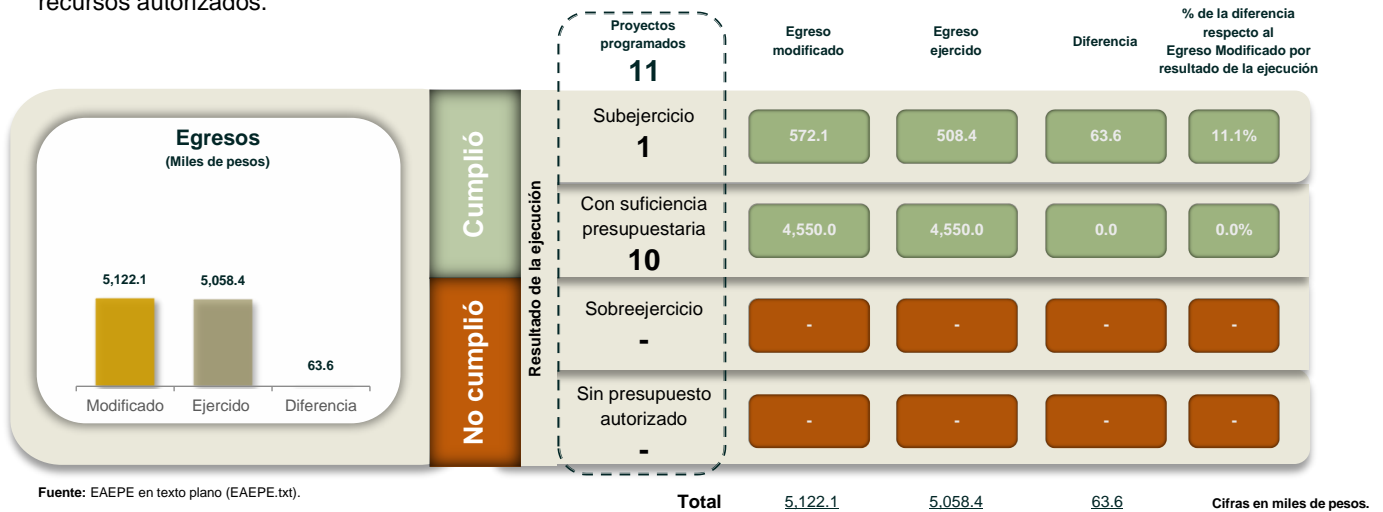 recursos autorizados.
Proyectos
programados
11
Egreso
modificado
Egreso
ejercido
Diferencia
% de la diferencia
respecto al
Egreso Modificado por
resultado de la ejecución
Egresos
(Miles de pesos)
5,122.1
5,058.4
63.6
Modificado
Ejercido
Diferencia
Cumplió
No cumplió
Resultado de la ejecución
Subejercicio
1
572.1
508.4
63.6
11.1%
Con suficiencia
presupuestaria
10
4,550.0
4,550.0
0.0
0.0%
Sobreejercicio
-
-
-
-
-
Sin presupuesto
autorizado
-
-
-
-
-
Fuente: EAEPE en texto plano (EAEPE.txt).
Total
5,122.1
5,058.4
63.6
Cifras en miles de pesos.